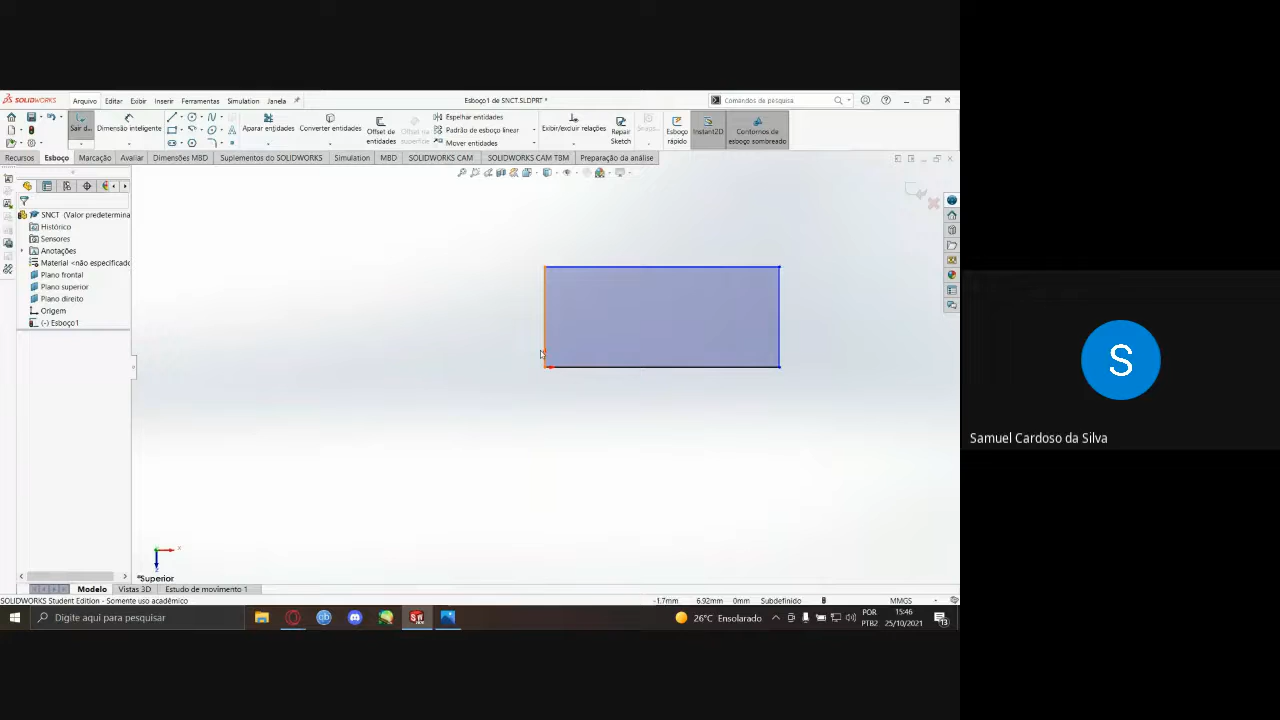 SOLIDWORKS Arquivo Editar Exibir Inserir Ferramentas Simulation Janela Esboço1 de SNCT.SLDPRT * Comandos de pesquisa
Sair d... Dimensão inteligente Aparar entidades Converter entidades Offset de entidades Offset na superfície Espelhar entidades Padrão de esboço linear Mover entidades Exibir/excluir relações Repair Sketch Snaps... Esboço rápido Instant2D Contornos de esboço sombreado
Recursos Esboço Marcação Avaliar Dimensões MBD Suplementos do SOLIDWORKS Simulation MBD SOLIDWORKS CAM SOLIDWORKS CAM TBM Preparação da análise
SNCT (Valor predetermina
Histórico
Sensores
Anotações
Material <não especificado
Plano frontal
Plano superior
Plano direito
Origem
(-) Esboço1
S
Samuel Cardoso da Silva
x
*Superior
Modelo Vistas 3D Estudo de movimento 1
SOLIDWORKS Student Edition - Somente uso acadêmico -1.7mm 6.92mm 0mm Subdefinido MMGS
Digite aqui para pesquisar 26°C Ensolarado POR PTB2 15:46 25/10/2021 13